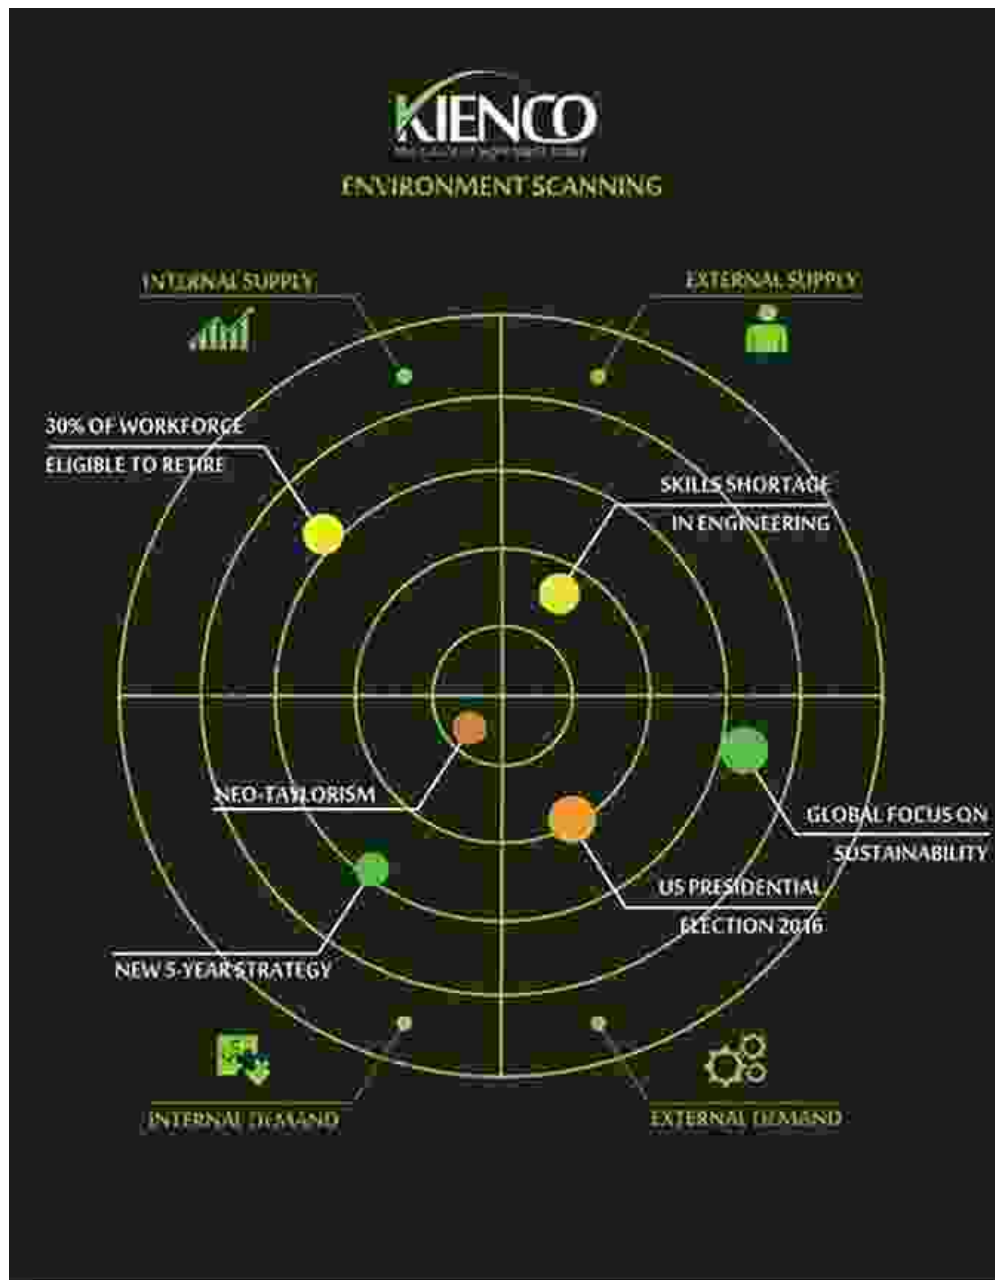 KIENCO
ENVIRONMENT SCANNING
INTERNAL SUPPLY
EXTERNAL SUPPLY
30% OF WORKFORCE
ELIGIBLE TO RETIRE
SKILLS SHORTAGE
IN ENGINEERING
NEO-TAYLORISM
GLOBAL FOCUS ON
SUSTAINABILITY
US PRESIDENTIAL
ELECTION 2016
NEW 5-YEAR STRATEGY
INTERNAL DEMAND
EXTERNAL DEMAND